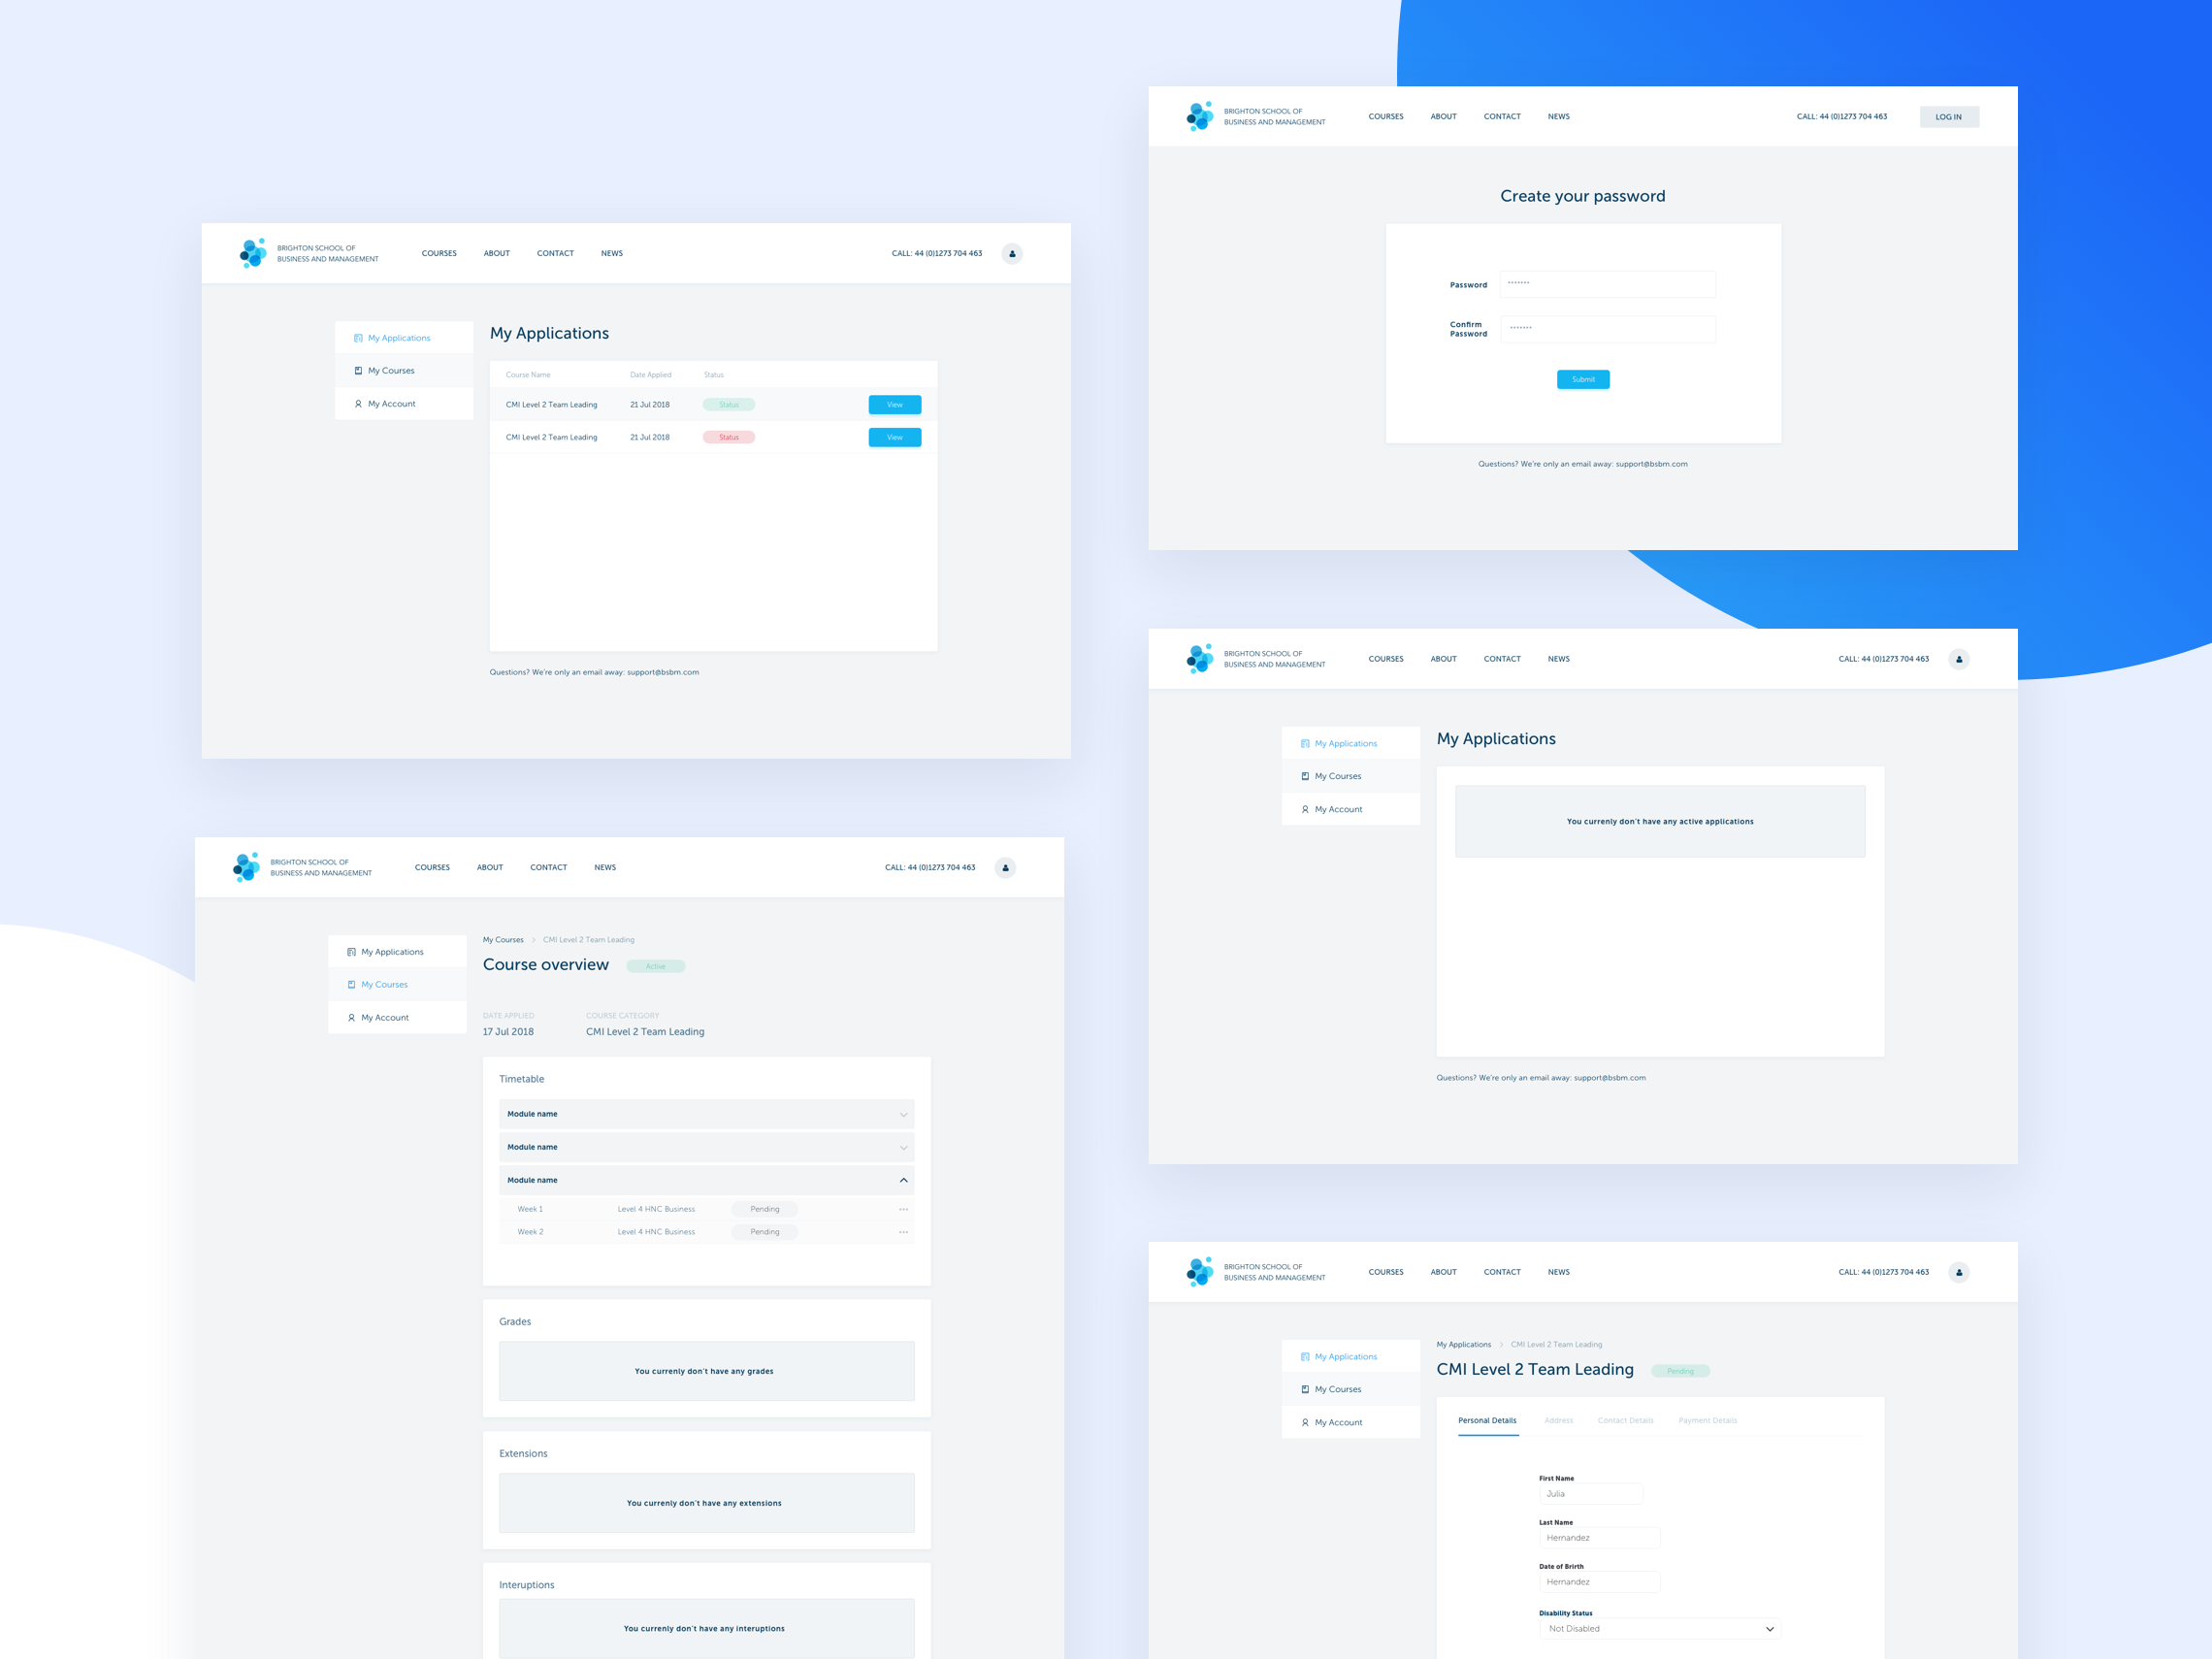 BRIGHTON SCHOOL OF
BUSINESS AND MANAGEMENT
COURSES ABOUT CONTACT NEWS
CALL: 44 (0)1273 704 463
My Applications
My Courses
My Account
My Applications
Course Name Date Applied Status
CMI Level 2 Team Leading 21 Jul 2018 Status View
CMI Level 2 Team Leading 21 Jul 2018 Status View
Questions? We're only an email away: support@bsbm.com
BRIGHTON SCHOOL OF
BUSINESS AND MANAGEMENT
COURSES ABOUT CONTACT NEWS
CALL: 44 (0)1273 704 463
LOG IN
Create your password
Password *******
Confirm
Password
*******
Submit
Questions? We're only an email away: support@bsbm.com
BRIGHTON SCHOOL OF
BUSINESS AND MANAGEMENT
COURSES ABOUT CONTACT NEWS
CALL: 44 (0)1273 704 463
My Applications
My Courses
My Account
My Applications
You currenly don't have any active applications
Questions? We're only an email away: support@bsbm.com
BRIGHTON SCHOOL OF
BUSINESS AND MANAGEMENT
COURSES ABOUT CONTACT NEWS
CALL: 44 (0)1273 704 463
My Applications
My Courses
My Account
My Courses > CMI Level 2 Team Leading
Course overview Active
DATE APPLIED COURSE CATEGORY
17 Jul 2018 CMI Level 2 Team Leading
Timetable
Module name
Module name
Module name
Week 1 Level 4 HNC Business Pending ...
Week 2 Level 4 HNC Business Pending ...
Grades
You currenly don't have any grades
Extensions
You currenly don't have any extensions
Interuptions
You currenly don't have any interuptions
BRIGHTON SCHOOL OF
BUSINESS AND MANAGEMENT
COURSES ABOUT CONTACT NEWS
CALL: 44 (0)1273 704 463
My Applications
My Courses
My Account
My Applications > CMI Level 2 Team Leading
CMI Level 2 Team Leading Pending
Personal Details Address Contact Details Payment Details
First Name
Julia
Last Name
Hernandez
Date of Brirth
Hernandez
Disability Status
Not Disabled